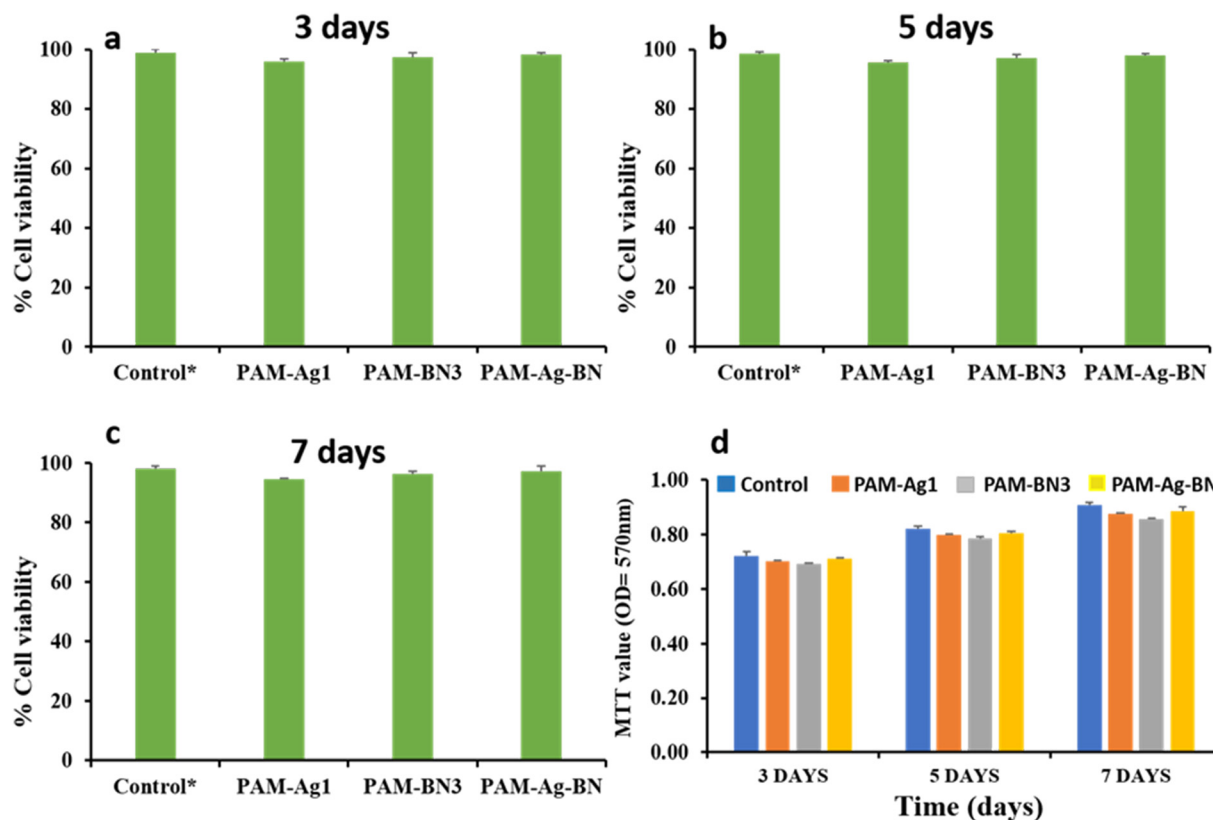 a
3 days
% Cell viability
100
80
60
40
20
0
Control* PAM-Ag1 PAM-BN3 PAM-Ag-BN
b
5 days
% Cell viability
100
80
60
40
20
0
Control* PAM-Ag1 PAM-BN3 PAM-Ag-BN
c
7 days
% Cell viability
100
80
60
40
20
0
Control* PAM-Ag1 PAM-BN3 PAM-Ag-BN
d
Control PAM-Ag1 PAM-BN3 PAM-Ag-BN
MTT value (OD= 570nm)
1.00
0.80
0.60
0.40
0.20
0.00
3 DAYS 5 DAYS 7 DAYS
Time (days)